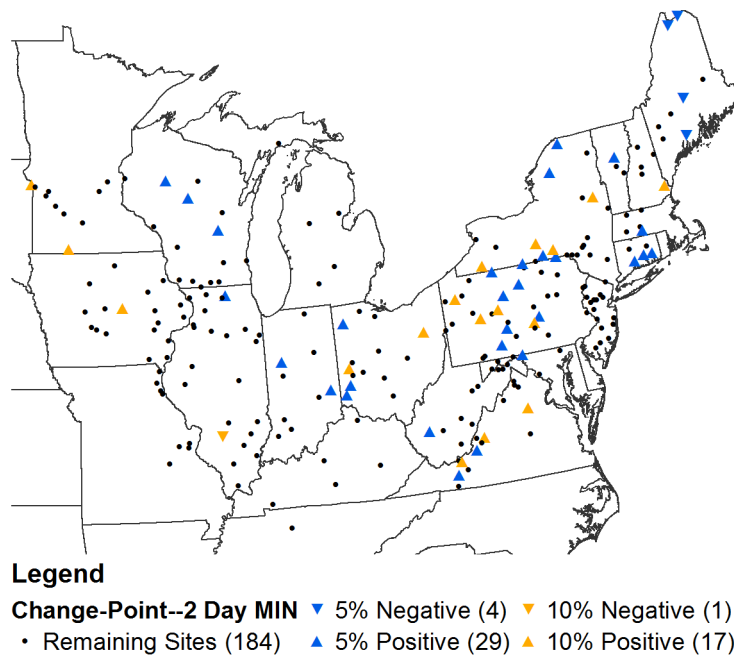 Legend
Change-Point--2 Day MIN ▼ 5% Negative (4) ▼ 10% Negative (1)
• Remaining Sites (184) ▲ 5% Positive (29) ▲ 10% Positive (17)